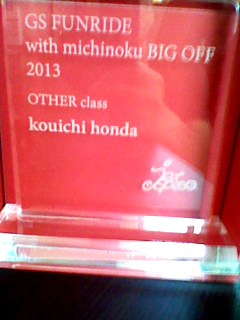 GS FUNRIDE
with michinoku BIG OFF
2013
OTHER class
kouichi honda